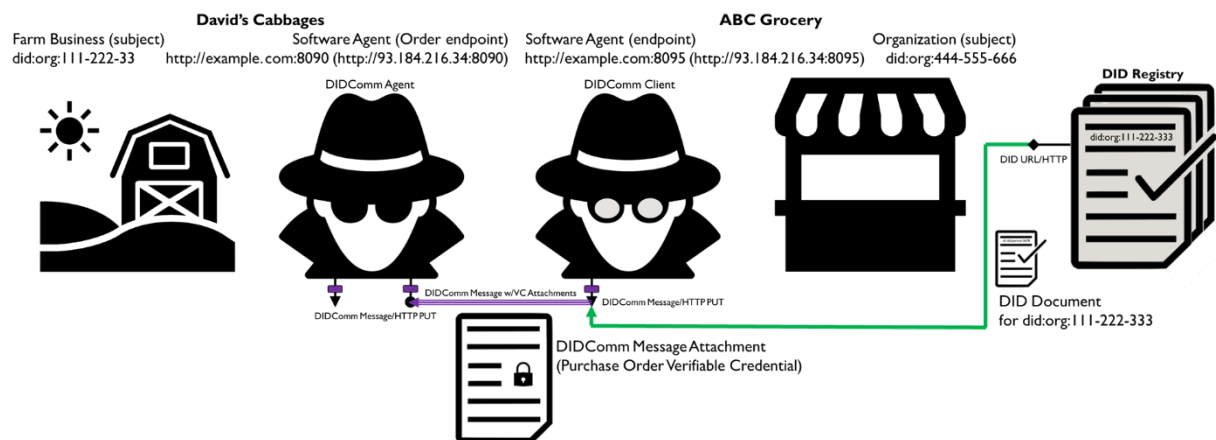 David's Cabbages
Farm Business (subject)
did:org:111-222-33
Software Agent (Order endpoint)
http://example.com:8090 (http://93.184.216.34:8090)
DIDComm Agent
ABC Grocery
Software Agent (endpoint)
http://example.com:8095 (http://93.184.216.34:8095)
DIDComm Client
Organization (subject)
did:org:444-555-666
DID Registry
did:org:111-222-333
DID URL/HTTP
DIDComm Message w/VC Attachments
DIDComm Message/HTTP PUT
DIDComm Message/HTTP PUT
DID Document
for did:org:111-222-333
DIDComm Message Attachment
(Purchase Order Verifiable Credential)